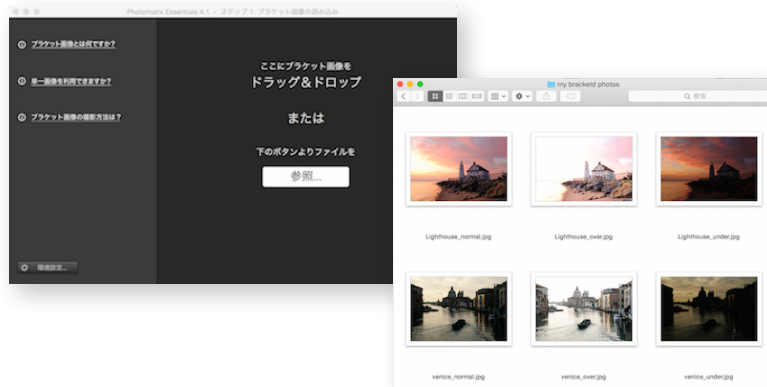 Photomatix Essentials 4.1 - ステップ 1: ブラケット画像の読み込み
ブラケット画像とは何ですか?
単一画像を利用できますか?
ブラケット画像の撮影方法は?
ここにブラケット画像を
ドラッグ&ドロップ
または
下のボタンよりファイルを
参照...
環境設定...
my bracketd photos
検索
Lighthouse_normal.jpg
Lighthouse_over.jpg
Lighthouse_under.jpg
venice_normal.jpg
venice_over.jpg
venice_under.jpg